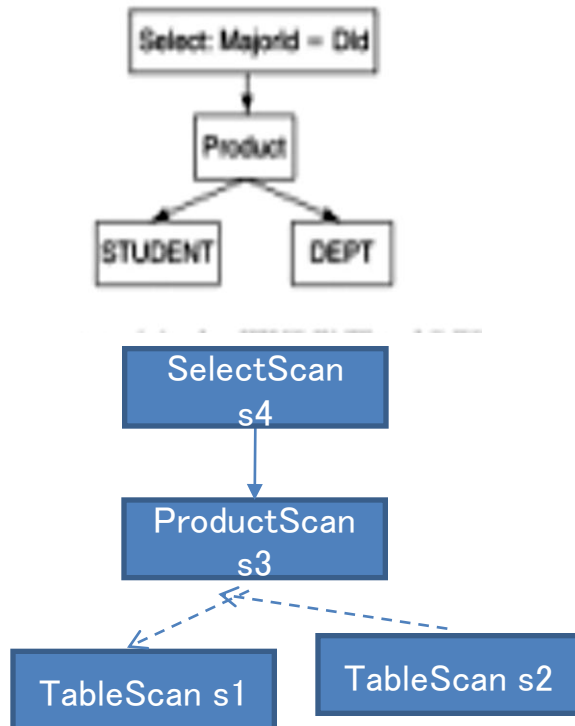 Select: MajorId = DId
Product
STUDENT
DEPT
SelectScan
s4
ProductScan
s3
TableScan s1
TableScan s2